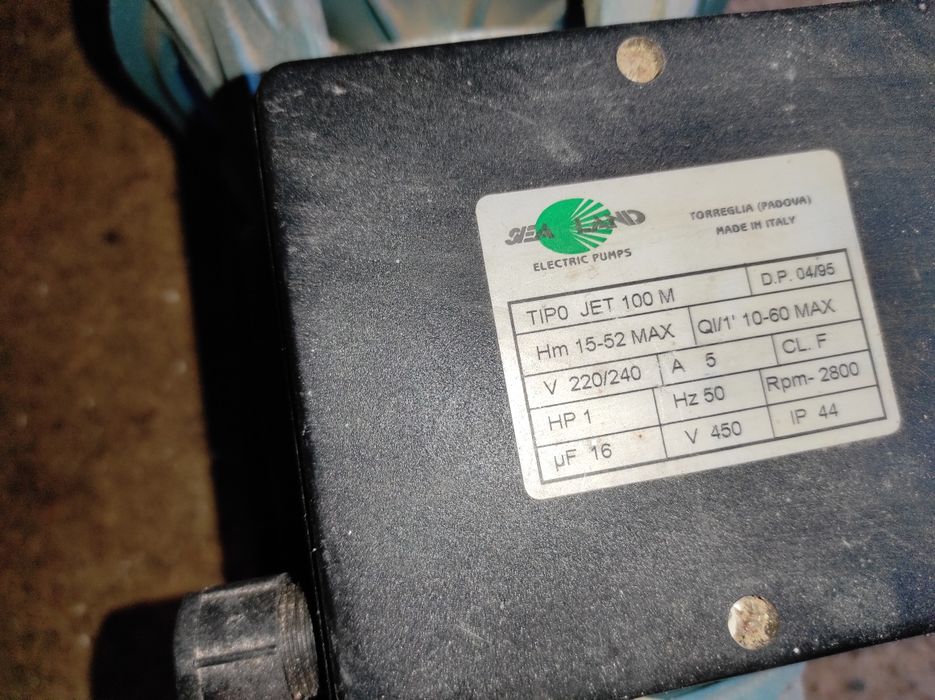 SEA LAND
ELECTRIC PUMPS
TORREGLIA (PADOVA)
MADE IN ITALY
TIPO JET 100 M D.P. 04/95
Hm 15-52 MAX Ql/1' 10-60 MAX
V 220/240 A 5 CL. F
HP 1 Hz 50 Rpm- 2800
µF 16 V 450 IP 44